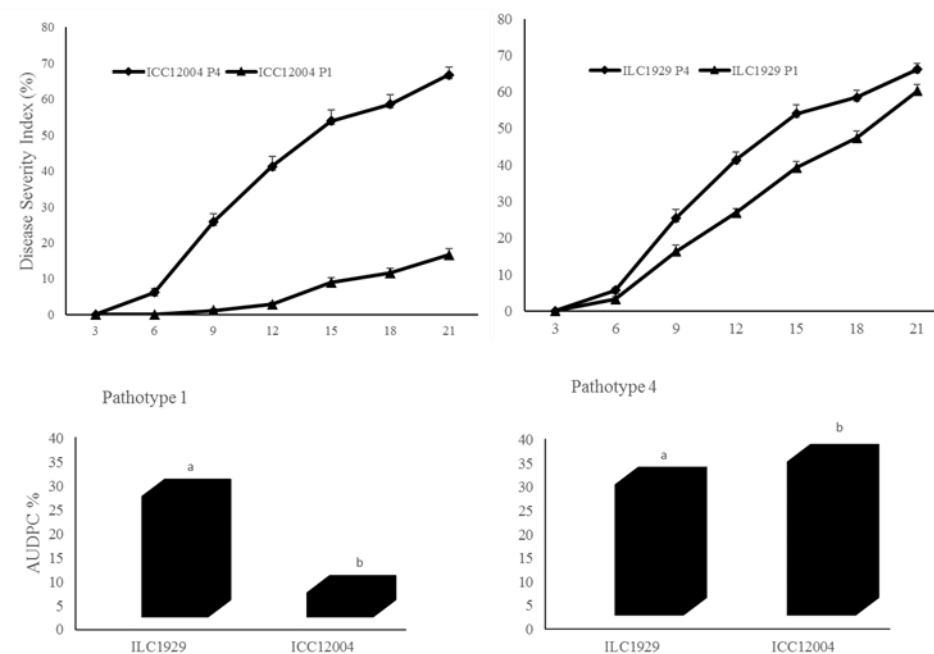 80
70
60
50
40
30
20
10
0
Disease Severity Index (%)
ICC12004 P4 ICC12004 P1
3 6 9 12 15 18 21
80
70
60
50
40
30
20
10
0
ILC1929 P4 ILC1929 P1
3 6 9 12 15 18 21
Pathotype 1
40
35
30
25
20
15
10
5
0
AUDPC %
a
b
ILC1929 ICC12004
Pathotype 4
40
35
30
25
20
15
10
5
0
a
b
ILC1929 ICC12004